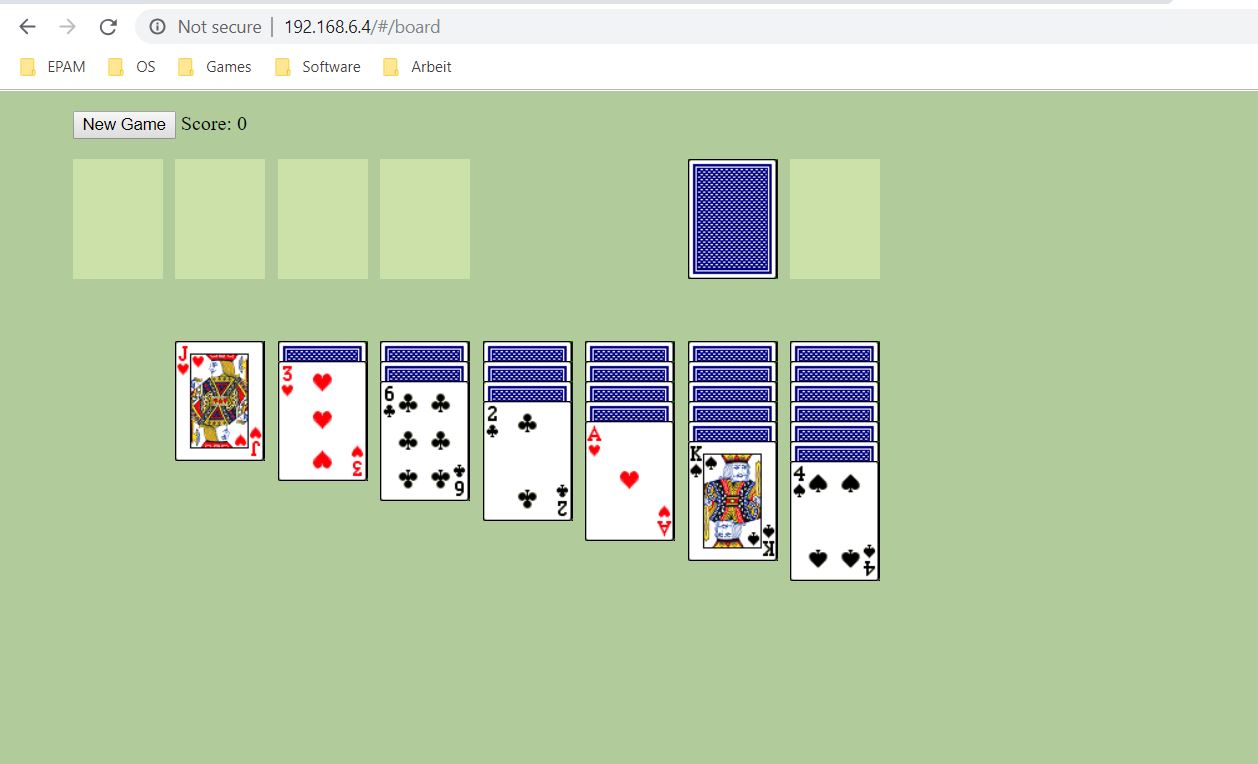 Not secure | 192.168.6.4/#/board
EPAM OS Games Software Arbeit
New Game Score: 0
J 3 6 2 A K 4
J 3 6 2 A K 4